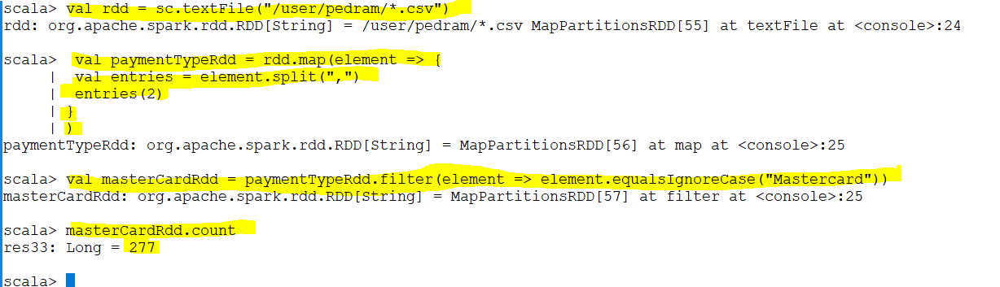 scala> val rdd = sc.textFile("/user/pedram/*.csv")
rdd: org.apache.spark.rdd.RDD[String] = /user/pedram/*.csv MapPartitionsRDD[55] at textFile at <console>:24
scala>  val paymentTypeRdd = rdd.map(element => {
     |  val entries = element.split(",")
     |  entries(2)
     | }
     | )
paymentTypeRdd: org.apache.spark.rdd.RDD[String] = MapPartitionsRDD[56] at map at <console>:25
scala> val masterCardRdd = paymentTypeRdd.filter(element => element.equalsIgnoreCase("Mastercard"))
masterCardRdd: org.apache.spark.rdd.RDD[String] = MapPartitionsRDD[57] at filter at <console>:25
scala> masterCardRdd.count
res33: Long = 277
scala>